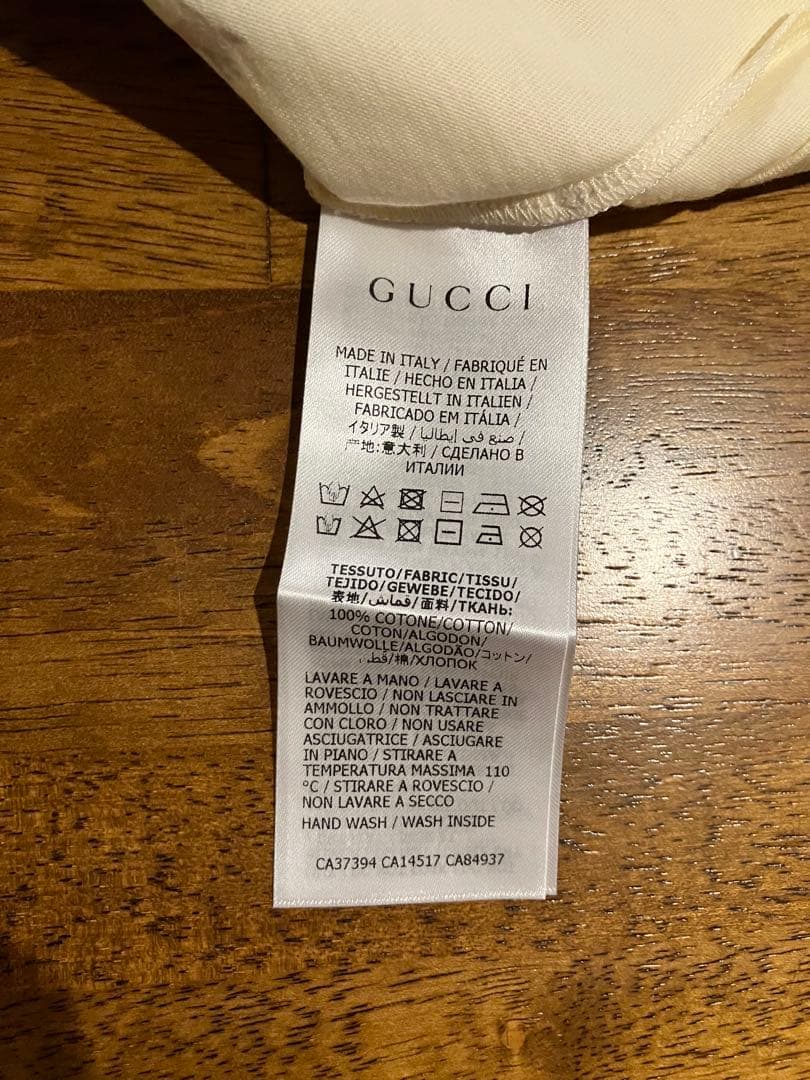 GUCCI
MADE IN ITALY / FABRIQUÉ EN
ITALIE / HECHO EN ITALIA /
HERGESTELLT IN ITALIEN /
FABRICADO EM ITÁLIA /
イタリア製 / صنع في إيطاليا /
产地:意大利 / СДЕЛАНО В
ИТАЛИИ
TESSUTO/FABRIC/TISSU/
TEJIDO/GEWEBE/TECIDO/
表地/قماش/面料/ТКАНЬ:
100% COTONE/COTTON/
COTON/ALGODON/
BAUMWOLLE/ALGODÃO/コットン/
قطن/棉/ХЛОПОК
LAVARE A MANO / LAVARE A
ROVESCIO / NON LASCIARE IN
AMMOLLO / NON TRATTARE
CON CLORO / NON USARE
ASCIUGATRICE / ASCIUGARE
IN PIANO / STIRARE A
TEMPERATURA MASSIMA 110
°C / STIRARE A ROVESCIO /
NON LAVARE A SECCO
HAND WASH / WASH INSIDE
CA37394 CA14517 CA84937